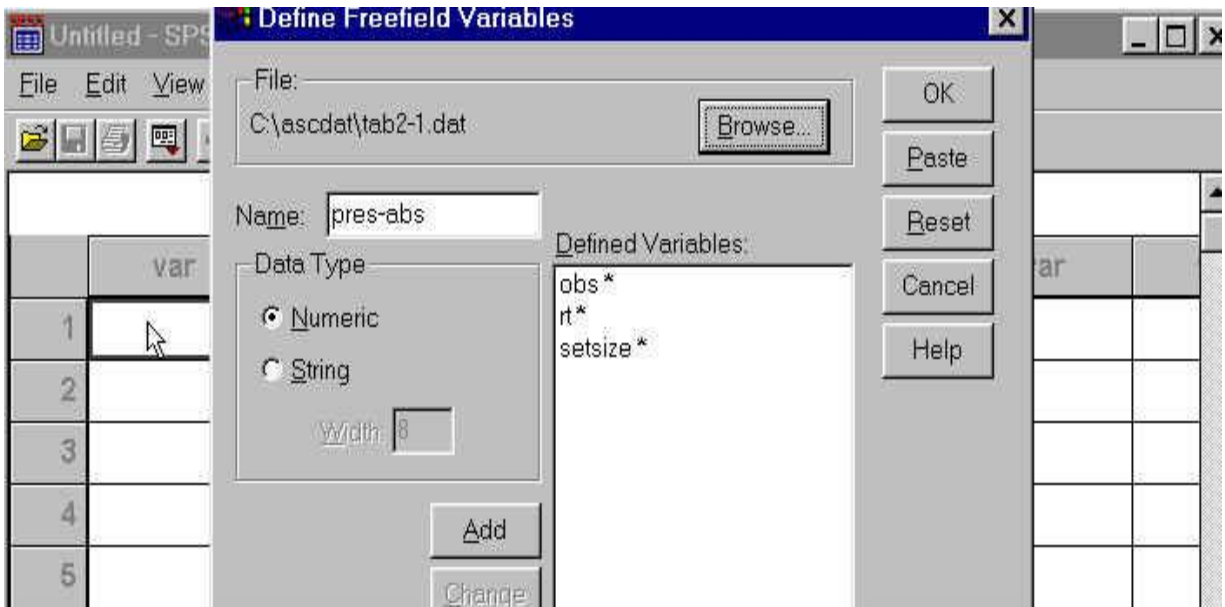 Untitled - SPS
Define Freefield Variables
File Edit View
File:
C:\ascdat\tab2-1.dat
Browse...
OK
Paste
Reset
Cancel
Help
Name: pres-abs
Data Type
Numeric
String
Width: 8
Defined Variables:
obs *
rt *
setsize *
Add
Change
var
ar
1
2
3
4
5